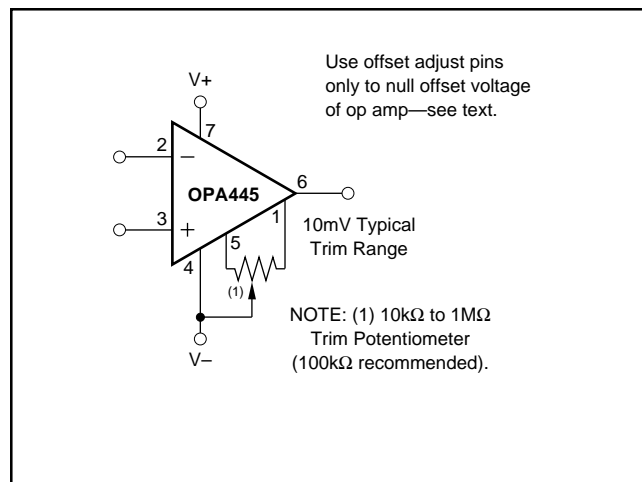 Use offset adjust pins
only to null offset voltage
of op amp—see text.
V+
7
2
−
OPA445
6
3
+
1
5
4
10mV Typical
Trim Range
(1)
NOTE: (1) 10kΩ to 1MΩ
Trim Potentiometer
(100kΩ recommended).
V−